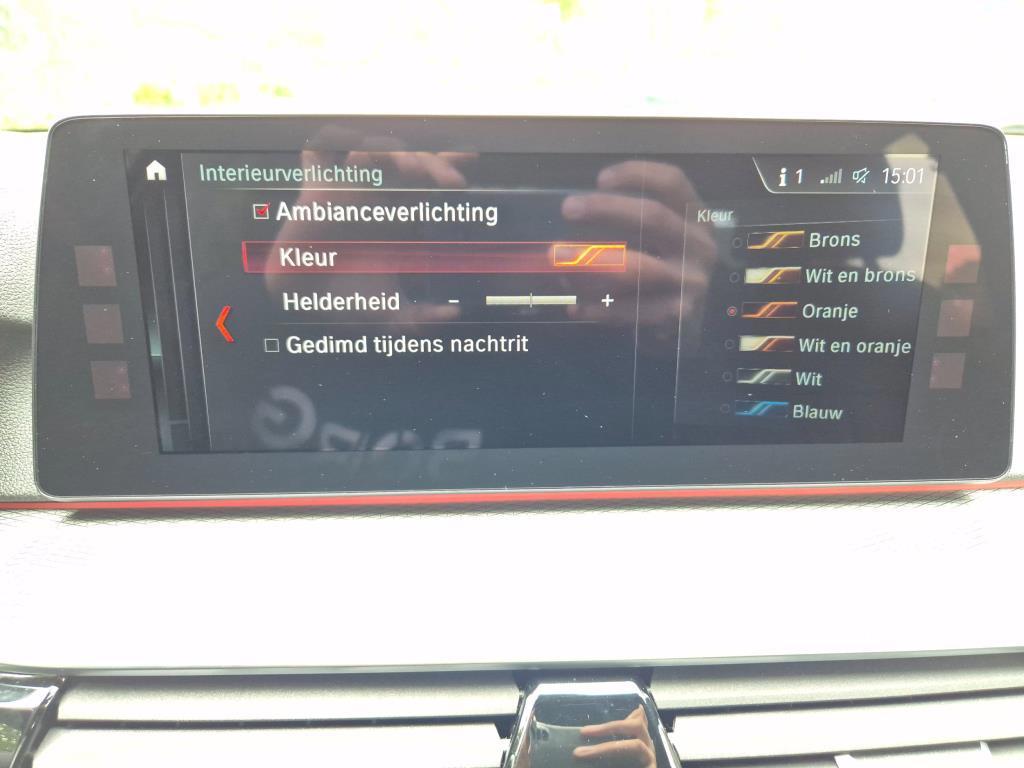 Interieurverlichting
i 1 15:01
Ambianceverlichting
Kleur
Helderheid - +
Gedimd tijdens nachtrit
Kleur
Brons
Wit en brons
Oranje
Wit en oranje
Wit
Blauw